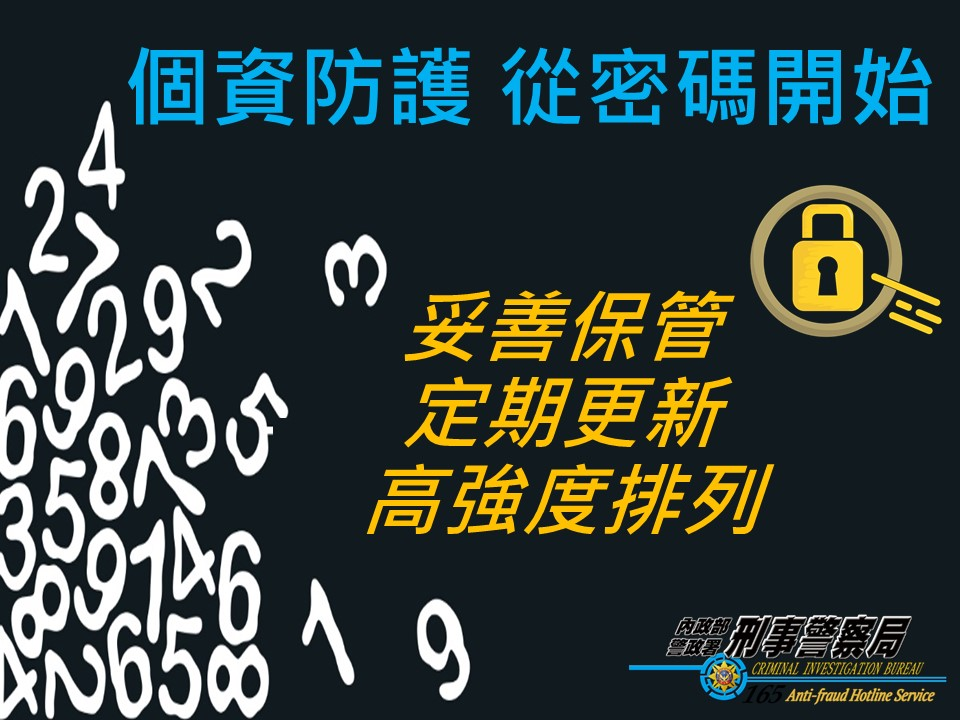 個資防護 從密碼開始
妥善保管
定期更新
高強度排列
內政部
警政署
刑事警察局
CRIMINAL INVESTIGATION BUREAU
165 Anti-fraud Hotline Service